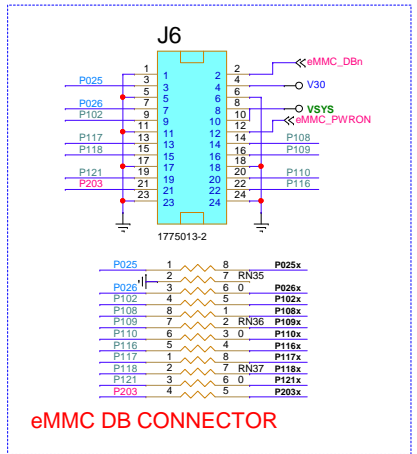 J6
eMMC_DBn
1 1 2 2
P025 3 3 4 4 V30
5 5 6 6
P026 7 7 8 8 VSYS
P102 9 9 10 10 eMMC_PWRON
11 11 12 12
P117 13 13 14 14 P108
P118 15 15 16 16 P109
17 17 18 18
P121 19 19 20 20 P110
P203 21 21 22 22 P116
23 23 24 24
1775013-2
P025 1 8 P025x
2 7 RN35
P026 3 6 0 P026x
P102 4 5 P102x
P108 8 1 P108x
P109 7 2 RN36 P109x
P110 6 3 0 P110x
P116 5 4 P116x
P117 1 8 P117x
P118 2 7 RN37 P118x
P121 3 6 0 P121x
P203 4 5 P203x
eMMC DB CONNECTOR